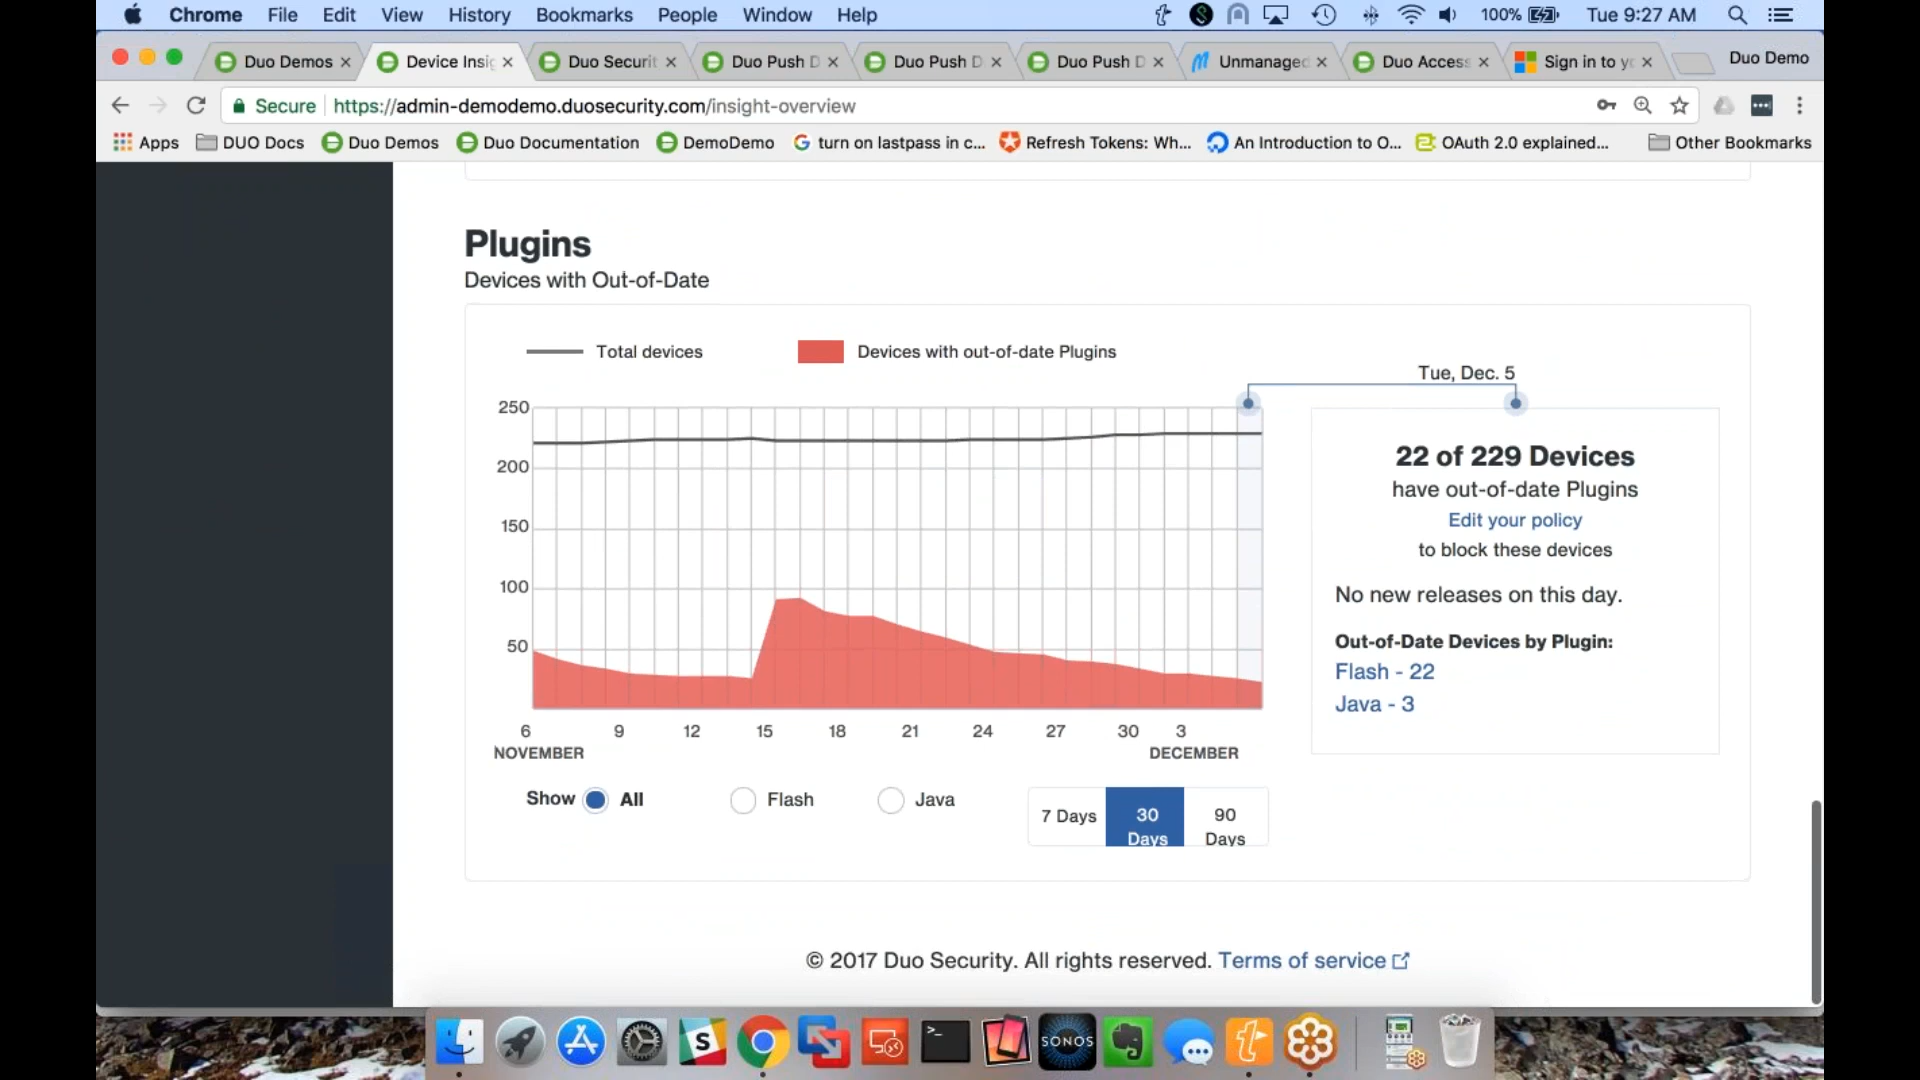 Chrome File Edit View History Bookmarks People Window Help 100% Tue 9:27 AM
Duo Demos Device Insig Duo Securit Duo Push D Duo Push D Duo Push D Unmanaged Duo Access Sign in to yo Duo Demo
Secure https://admin-demodemo.duosecurity.com/insight-overview
Apps DUO Docs Duo Demos Duo Documentation DemoDemo turn on lastpass in c... Refresh Tokens: Wh... An Introduction to O... OAuth 2.0 explained... Other Bookmarks
Plugins
Devices with Out-of-Date
Total devices Devices with out-of-date Plugins
Tue, Dec. 5
250
200
150
100
50
6 9 12 15 18 21 24 27 30 3
NOVEMBER DECEMBER
22 of 229 Devices
have out-of-date Plugins
Edit your policy
to block these devices
No new releases on this day.
Out-of-Date Devices by Plugin:
Flash - 22
Java - 3
Show All Flash Java
7 Days 30 Days 90 Days
© 2017 Duo Security. All rights reserved. Terms of service
SONOS